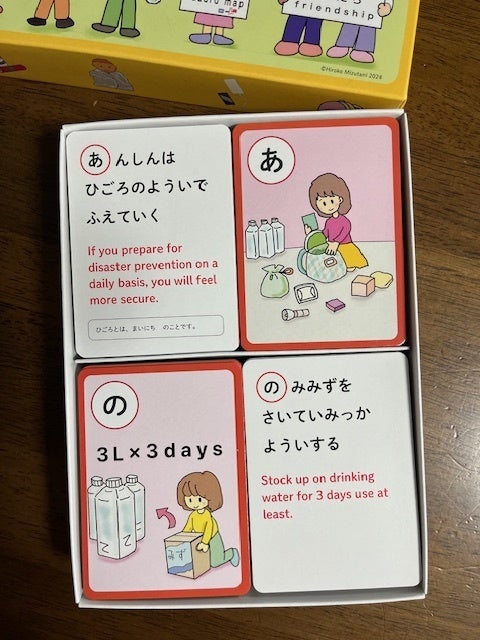 map
friendship
©Hiroko Mizutani 2024
あんしんは
ひごろのよういで
ふえていく
If you prepare for
disaster prevention on a
daily basis, you will feel
more secure.
ひごろとは、まいにち のことです。
あ
の
3L×3days
みず
のみみずを
さいていみっか
よういする
Stock up on drinking
water for 3 days use at
least.